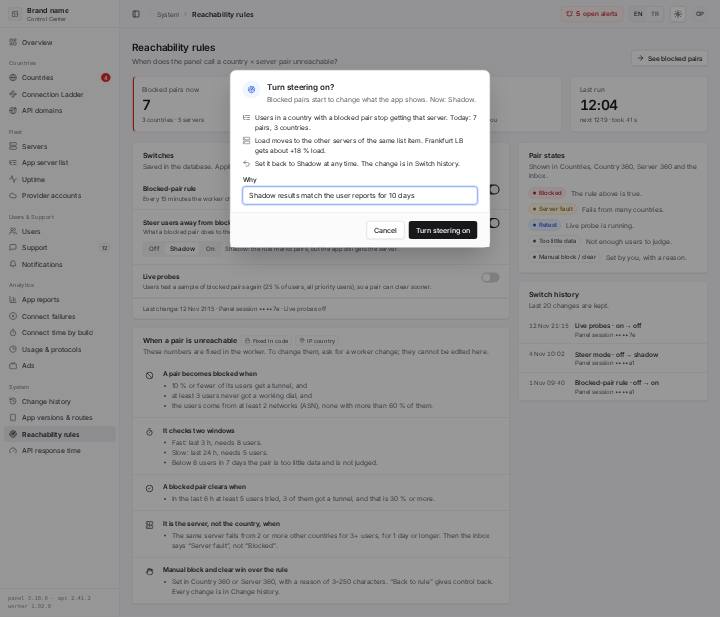 Brand name
Control Center
System
Reachability rules
5 open alerts
EN
TR
OP
Overview
Countries
Countries
4
Connection Ladder
API domains
Fleet
Servers
App server list
Uptime
Provider accounts
Users & Support
Users
Support
12
Notifications
Analytics
App reports
Connect failures
Connect time by build
Usage & protocols
Ads
System
Change history
App versions & routes
Reachability rules
API response time
panel 3.18.0 · api 2.41.2
Reachability rules
When does the panel call a country × server pair unreachable?
See blocked pairs
Blocked pairs now
7
3 countries · 5 servers
Last run
12:04
next 12:19 · took 41 s
Turn steering on?
Blocked pairs start to change what the app shows. Now: Shadow.
Users in a country with a blocked pair stop getting that server. Today: 7
pairs, 3 countries.
Load moves to the other servers of the same list item. Frankfurt LB
gets about +18 % load.
Set it back to Shadow at any time. The change is in Switch history.
Why
Shadow results match the user reports for 10 days
Cancel
Turn steering on
Switches
Saved in the database.
Blocked-pair rule
Every 15 minutes the worker
Steer users away from
What a blocked pair does to
Off
Shadow
On
Live probes
Users test a sample of blocked pairs again (25 % of users, all priority users), so a pair can clear sooner.
Last change: 12 Nov 21:15 · Panel session ••••7e · Live probes off
When a pair is unreachable
Fixed in code
IP country
These numbers are fixed in the worker. To change them, ask for a worker change; they cannot be edited here.
A pair becomes blocked when
• 10 % or fewer of its users get a tunnel, and
• at least 3 users never got a working dial, and
• the users come from at least 2 networks (ASN), none with more than 60 % of them.
It checks two windows
• Fast: last 3 h, needs 8 users.
• Slow: last 24 h, needs 5 users.
• Below 6 users in 7 days the pair is too little data and is not judged.
A blocked pair clears when
• In the last 6 h at least 5 users tried, 3 of them got a tunnel, and that is 30 % or more.
It is the server, not the country, when
• The same server fails from 2 or more other countries for 3+ users, for 1 day or longer. Then the inbox
says "Server fault", not "Blocked".
Manual block and clear win over the rule
• Set in Country 360 or Server 360, with a reason of 3–250 characters. "Back to rule" gives control back.
Every change is in Change history.
Pair states
Shown in Countries, Country 360, Server 360 and the
inbox.
Blocked
The rule above is true.
Server fault
Fails from many countries.
Live probe is running.
Too little data
Not enough users to judge.
Manual block / clear
Set by you, with a reason.
Switch history
Last 20 changes are kept.
12 Nov 21:15
Live probes · on → off
Panel session ••••7e
4 Nov 10:02
Steer mode · off → shadow
Panel session ••••a1
1 Nov 09:40
Blocked-pair rule · off → on
Panel session ••••a1